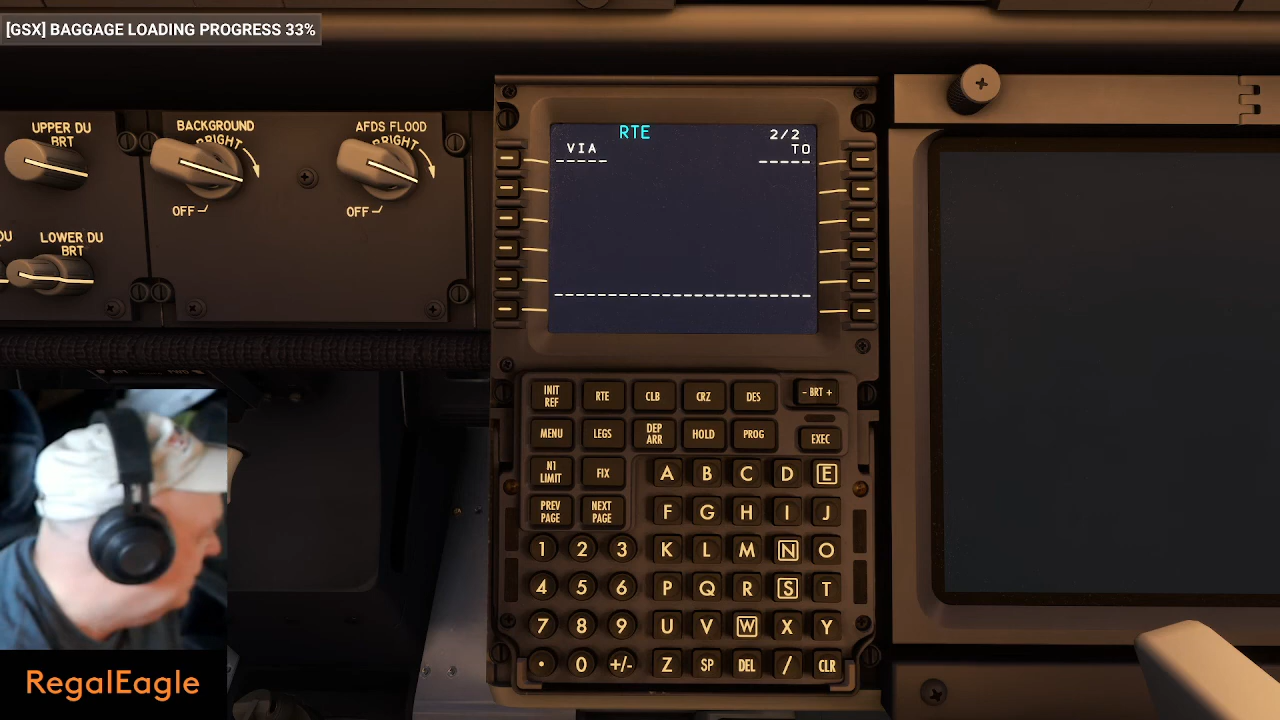 [GSX] BAGGAGE LOADING PROGRESS 33%
UPPER DU
BRT
BACKGROUND
BRIGHT
OFF
AFDS FLOOD
BRIGHT
OFF
DU
LOWER DU
BRT
RTE 2/2
VIA TO
----- -----
--------------------------
INIT REF RTE CLB CRZ DES - BRT +
MENU LEGS DEP ARR HOLD PROG EXEC
N1 LIMIT FIX A B C D E
PREV PAGE NEXT PAGE F G H I J
1 2 3 K L M N O
4 5 6 P Q R S T
7 8 9 U V W X Y
. 0 +/- Z SP DEL / CLR
RegalEagle